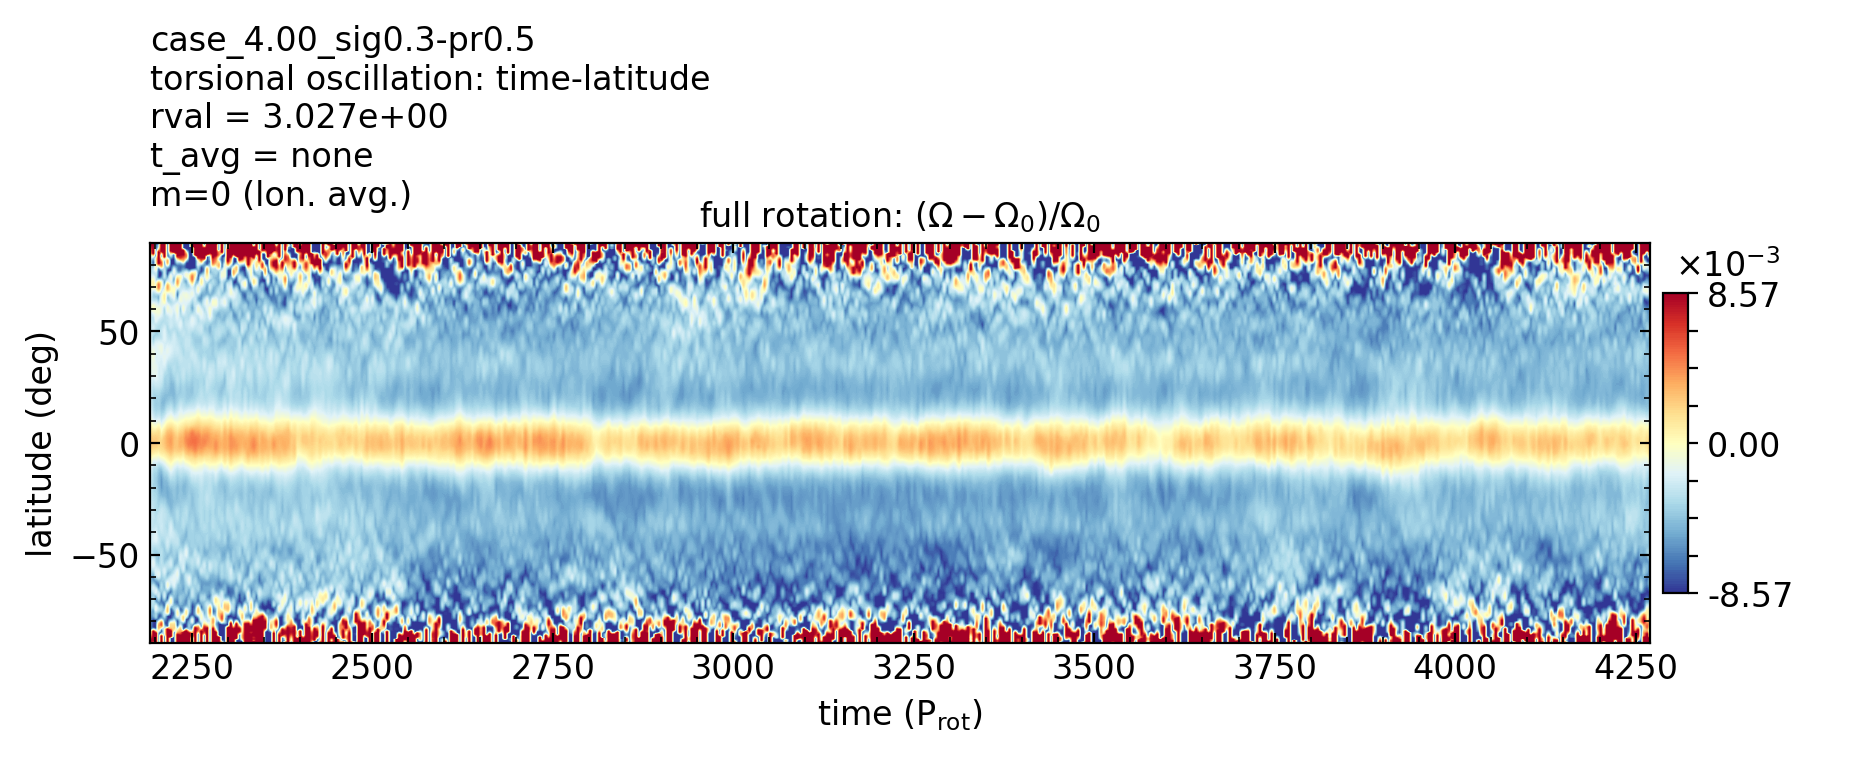 case_4.00_sig0.3-pr0.5
torsional oscillation: time-latitude
rval = 3.027e+00
t_avg = none
m=0 (lon. avg.)
full rotation: (Ω − Ω₀)/Ω₀
×10⁻³
8.57
0.00
-8.57
latitude (deg)
50
0
−50
2250 2500 2750 3000 3250 3500 3750 4000 4250
time (P_rot)